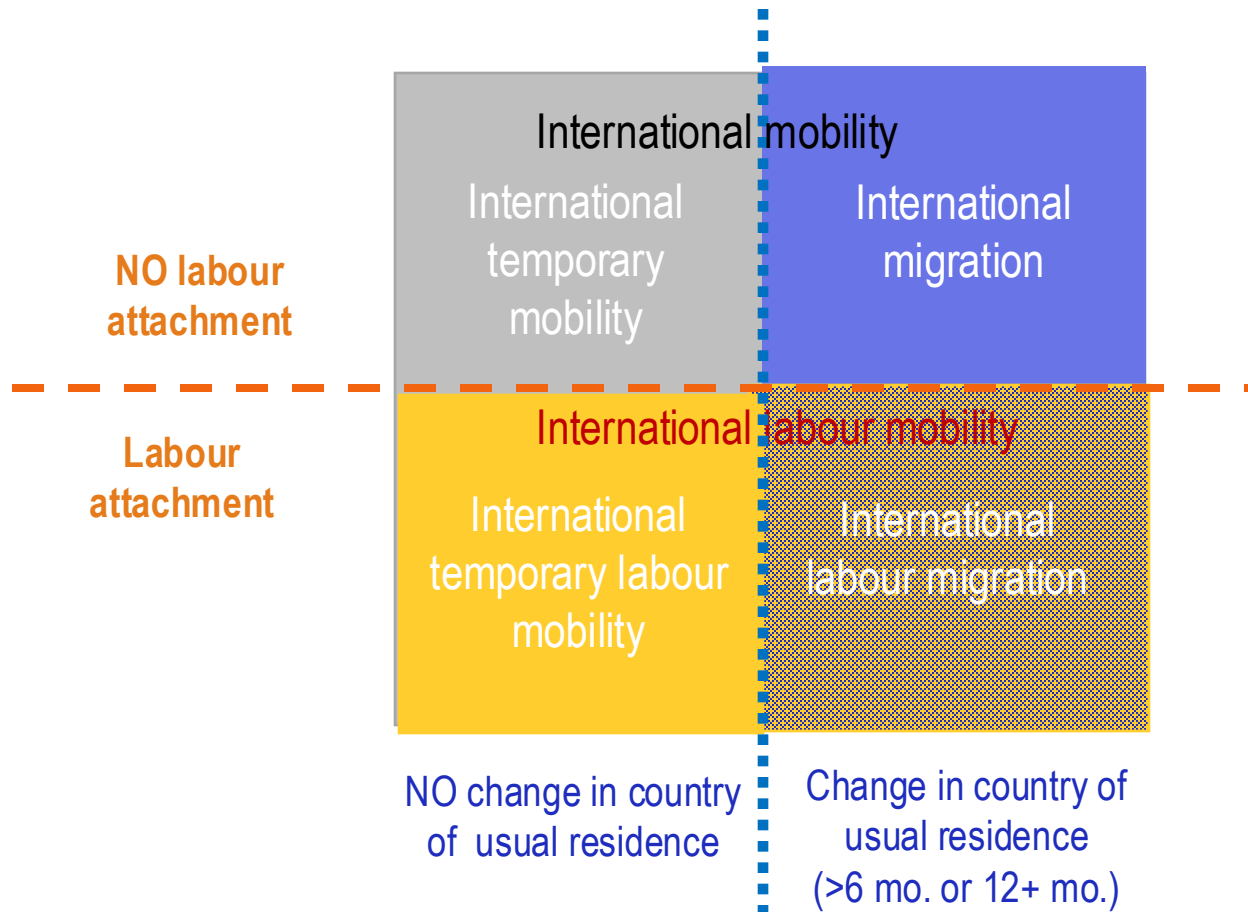 International mobility
International
temporary
mobility
International
migration
NO labour
attachment
International labour mobility
Labour
attachment
International
temporary labour
mobility
International
labour migration
NO change in country
of usual residence
Change in country of
usual residence
(>6 mo. or 12+ mo.)